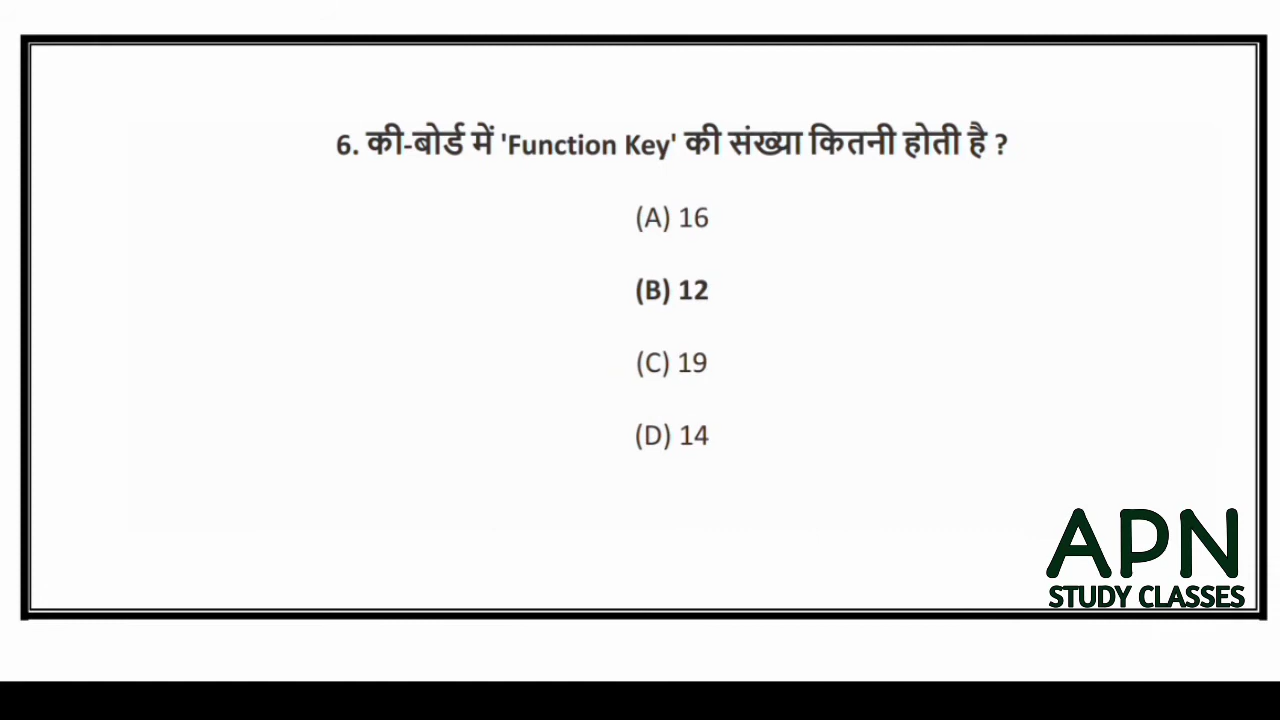 6. की-बोर्ड में 'Function Key' की संख्या कितनी होती है ?
(A) 16
(B) 12
(C) 19
(D) 14
APN
STUDY CLASSES